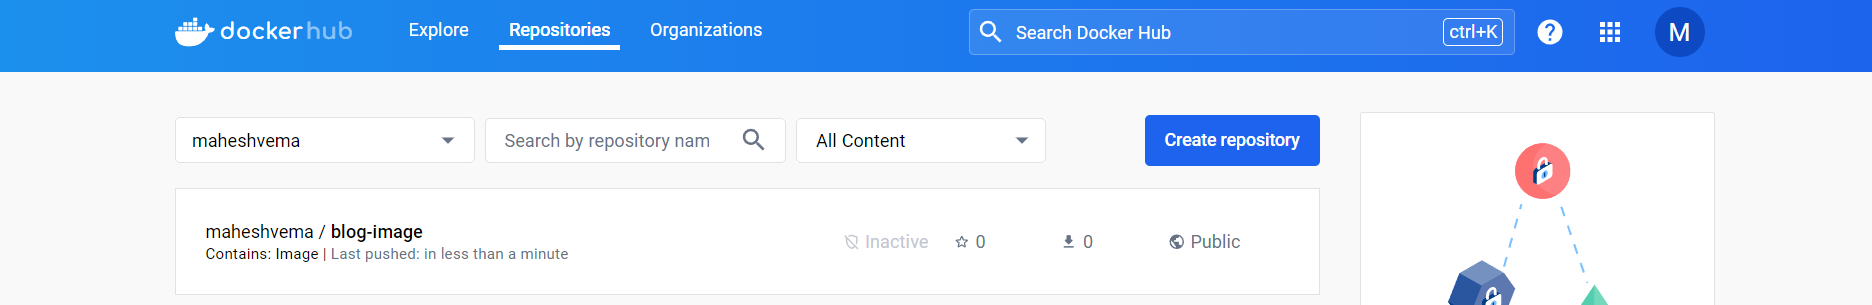 dockerhub Explore Repositories Organizations Search Docker Hub ctrl+K ? M
maheshvema Search by repository nam All Content Create repository
maheshvema / blog-image
Inactive 0 0 Public
Contains: Image | Last pushed: in less than a minute